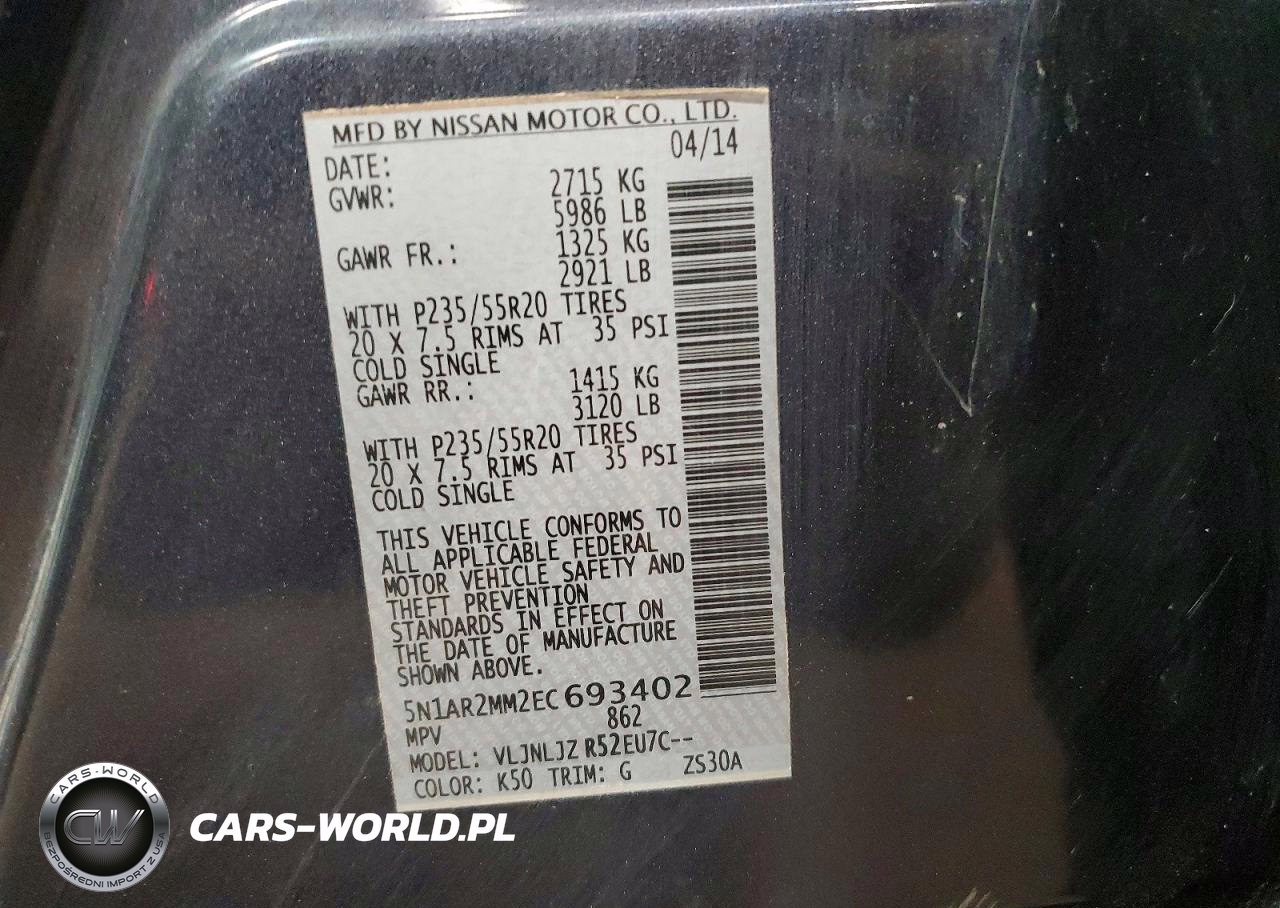 MFD BY NISSAN MOTOR CO., LTD.
DATE: 04/14
GVWR: 2715 KG
5986 LB
GAWR FR.: 1325 KG
2921 LB
WITH P235/55R20 TIRES
20 X 7.5 RIMS AT 35 PSI
COLD SINGLE
GAWR RR.: 1415 KG
3120 LB
WITH P235/55R20 TIRES
20 X 7.5 RIMS AT 35 PSI
COLD SINGLE
THIS VEHICLE CONFORMS TO
ALL APPLICABLE FEDERAL
MOTOR VEHICLE SAFETY AND
THEFT PREVENTION
STANDARDS IN EFFECT ON
THE DATE OF MANUFACTURE
SHOWN ABOVE.
5N1AR2MM2EC693402
MPV 862
MODEL: VLJNLJZ R52EU7C--
COLOR: K50 TRIM: G ZS30A
CARS-WORLD
CW
BEZPOŚREDNI IMPORT Z USA
CARS-WORLD.PL